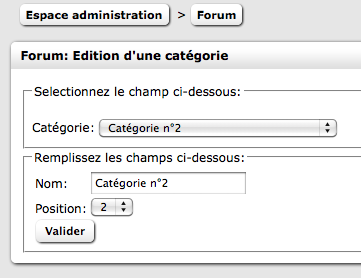 Espace administration > Forum
Forum: Edition d'une catégorie
Selectionnez le champ ci-dessous:
Catégorie: Catégorie n°2
Remplissez les champs ci-dessous:
Nom: Catégorie n°2
Position: 2
Valider